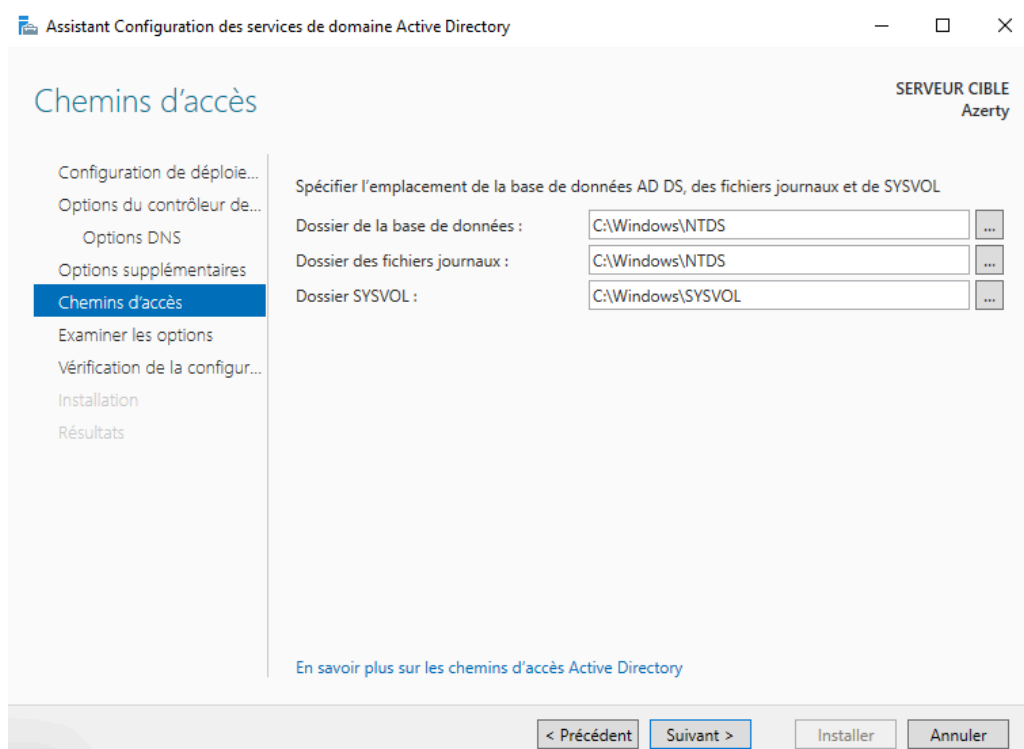 Assistant Configuration des services de domaine Active Directory
Chemins d’accès
SERVEUR CIBLE
Azerty
Configuration de déploie...
Options du contrôleur de...
Options DNS
Options supplémentaires
Chemins d’accès
Examiner les options
Vérification de la configur...
Installation
Résultats
Spécifier l’emplacement de la base de données AD DS, des fichiers journaux et de SYSVOL
Dossier de la base de données : C:\Windows\NTDS ...
Dossier des fichiers journaux : C:\Windows\NTDS ...
Dossier SYSVOL : C:\Windows\SYSVOL ...
En savoir plus sur les chemins d’accès Active Directory
< Précédent Suivant > Installer Annuler